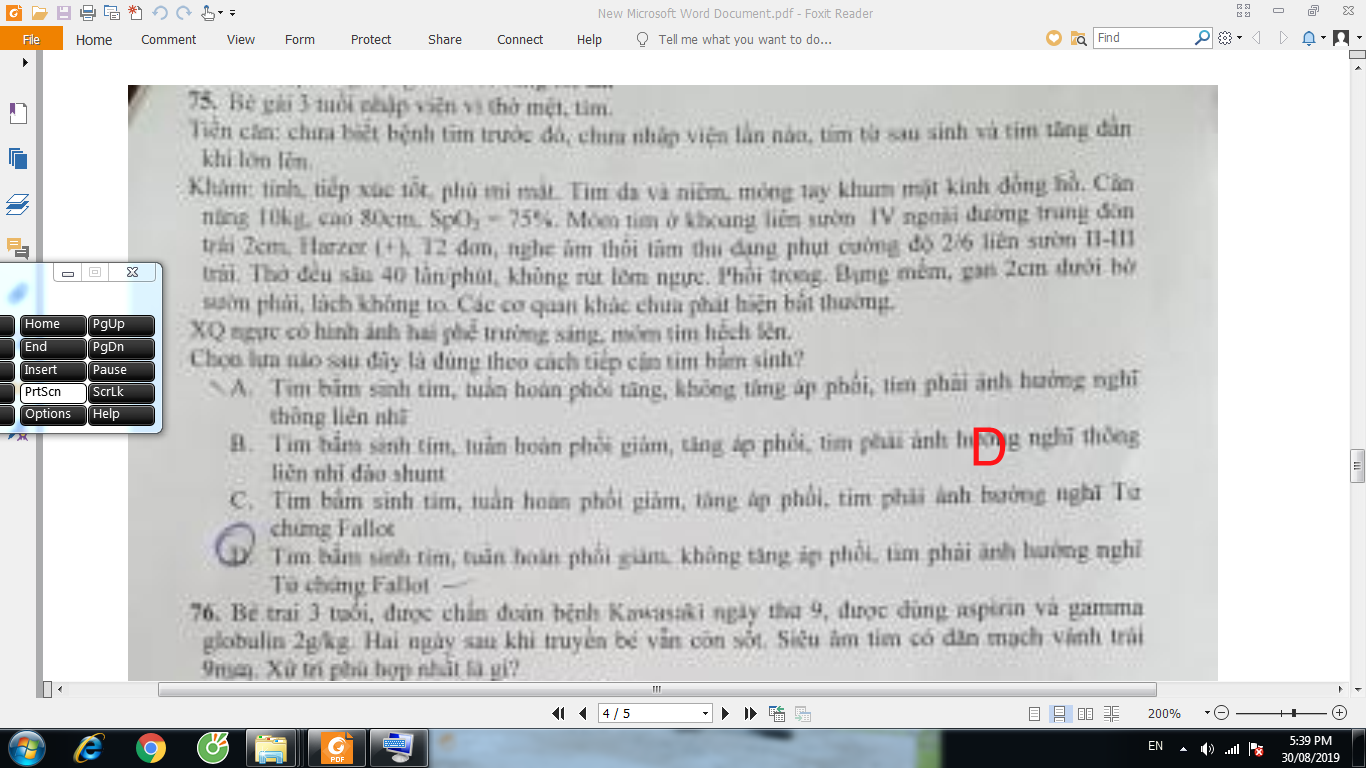 New Microsoft Word Document.pdf - Foxit Reader
File Home Comment View Form Protect Share Connect Help Tell me what you want to do... Find
75. Bé gái 3 tuổi nhập viện vì thở mệt, tím.
Tiền căn: chưa biết bệnh tim trước đó, chưa nhập viện lần nào, tím từ sau sinh và tím tăng dần
khi lớn lên.
Khám: tỉnh, tiếp xúc tốt, phù mi mắt. Tím da và niêm, móng tay khum mặt kính đồng hồ. Cân
nặng 10kg, cao 80cm, SpO₂ = 75%. Mỏm tim ở khoang liên sườn IV ngoài đường trung đòn
trái 2cm, Harzer (+), T2 đơn, nghe âm thổi tâm thu dạng phụt cường độ 2/6 liên sườn II-III
trái. Thở đều sâu 40 lần/phút, không rút lõm ngực. Phổi trong. Bụng mềm, gan 2cm dưới bờ
sườn phải, lách không to. Các cơ quan khác chưa phát hiện bất thường.
XQ ngực có hình ảnh hai phế trường sáng, mỏm tim hếch lên.
Chọn lựa nào sau đây là đúng theo cách tiếp cận tim bẩm sinh?
A. Tim bẩm sinh tím, tuần hoàn phổi tăng, không tăng áp phổi, tim phải ảnh hưởng nghĩ
thông liên nhĩ
B. Tim bẩm sinh tím, tuần hoàn phổi giảm, tăng áp phổi, tim phải ảnh hưởng nghĩ thông
liên nhĩ đảo shunt
D
C. Tim bẩm sinh tím, tuần hoàn phổi giảm, tăng áp phổi, tim phải ảnh hưởng nghĩ Tứ
chứng Fallot
D. Tim bẩm sinh tím, tuần hoàn phổi giảm, không tăng áp phổi, tim phải ảnh hưởng nghĩ
Tứ chứng Fallot
76. Bé trai 3 tuổi, được chẩn đoán bệnh Kawasaki ngày thứ 9, được dùng aspirin và gamma
globulin 2g/kg. Hai ngày sau khi truyền bé vẫn còn sốt. Siêu âm tim có dãn mạch vành trái
9mm. Xử trí phù hợp nhất là gì?
Home PgUp
End PgDn
Insert Pause
PrtScn ScrLk
Options Help
4 / 5
200%
PDF
EN
5:39 PM
30/08/2019